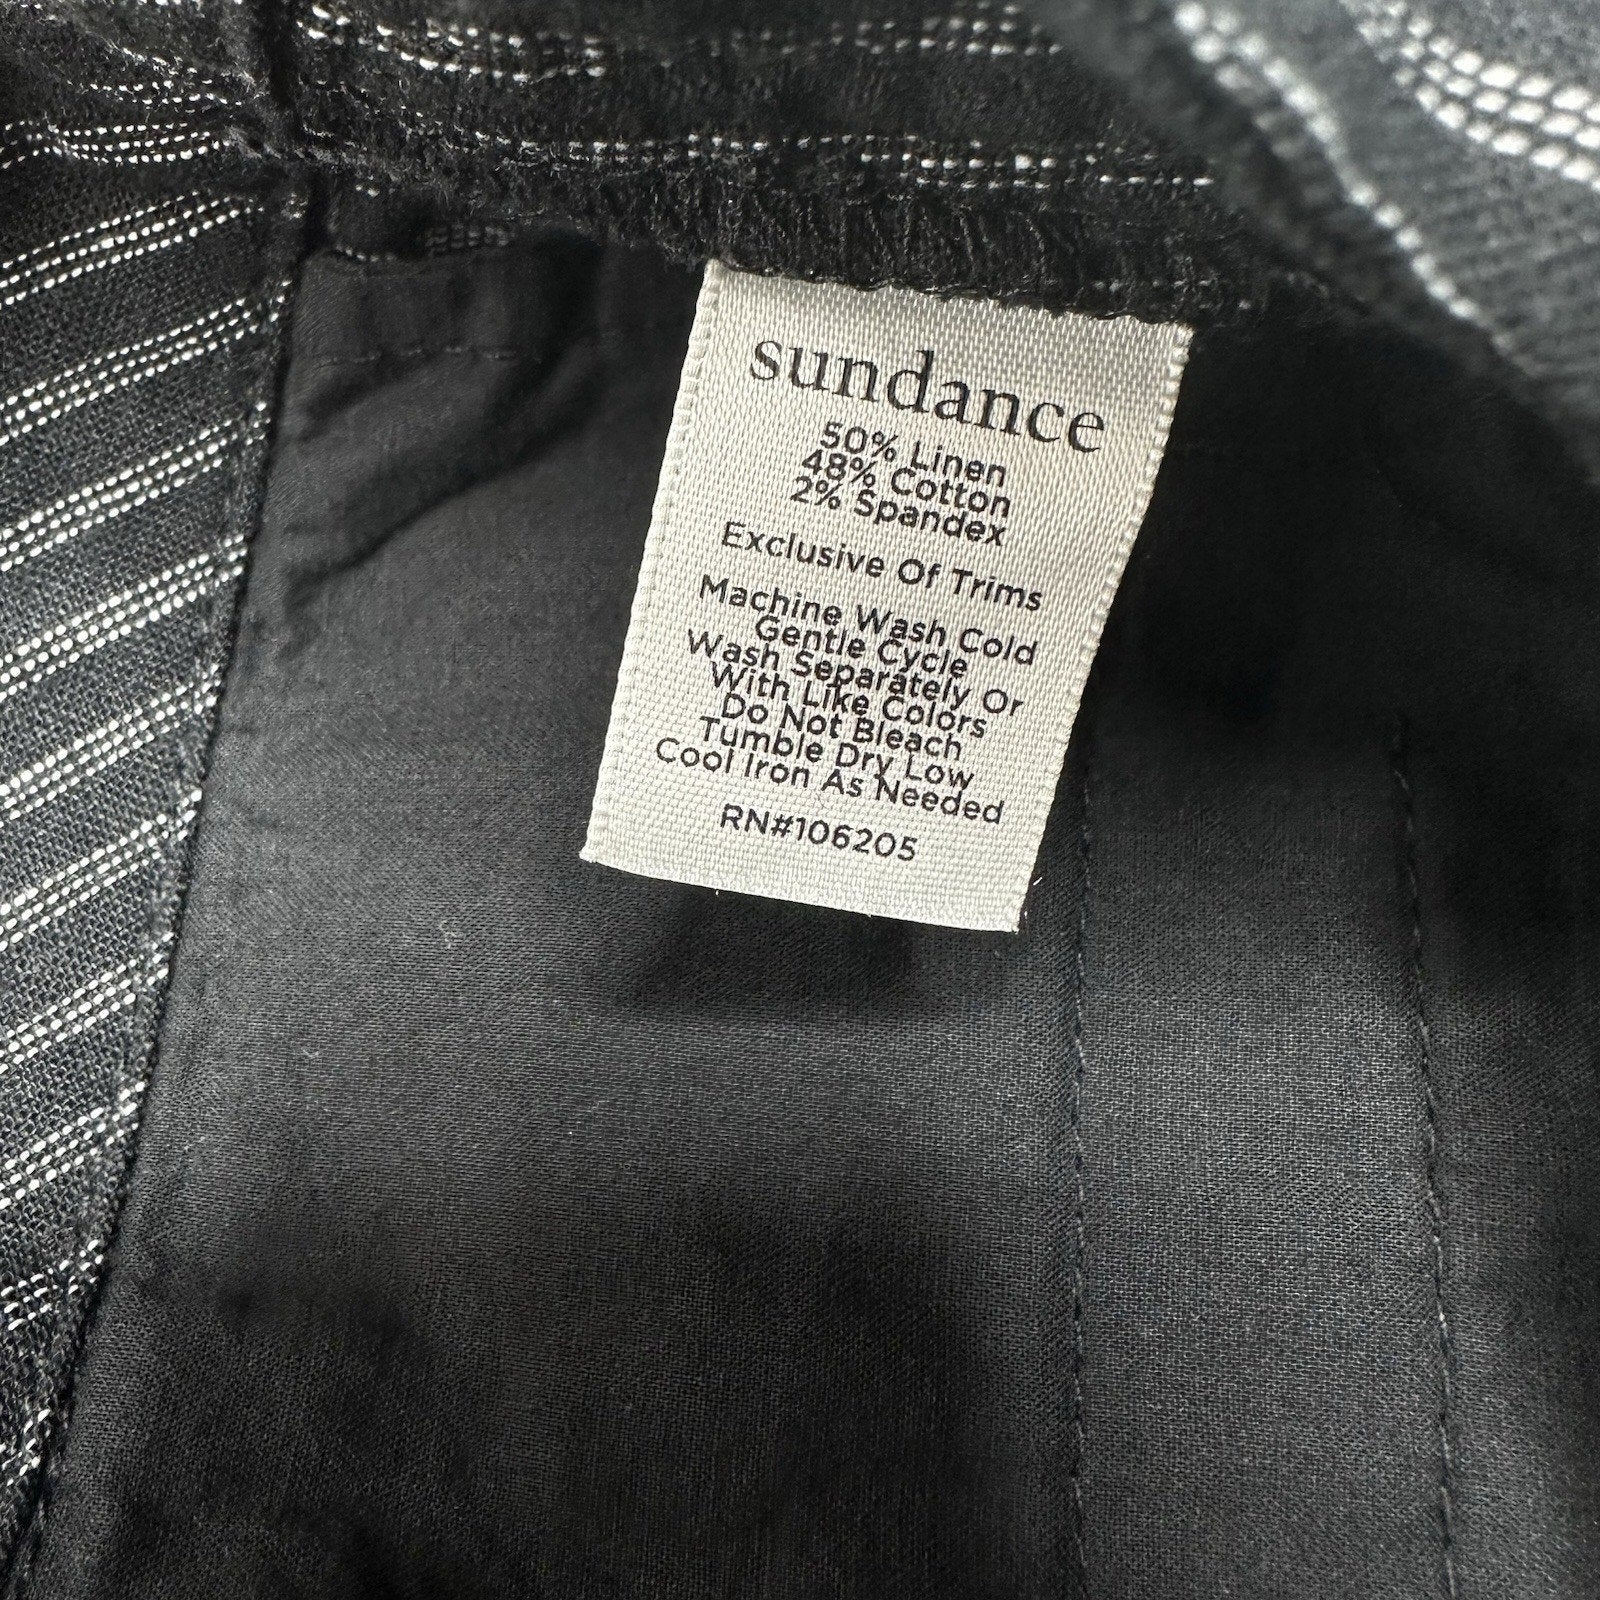 sundance
50% Linen
48% Cotton
2% Spandex
Exclusive Of Trims
Machine Wash Cold
Gentle Cycle
Wash Separately Or
With Like Colors
Do Not Bleach
Tumble Dry Low
Cool Iron As Needed
RN#106205